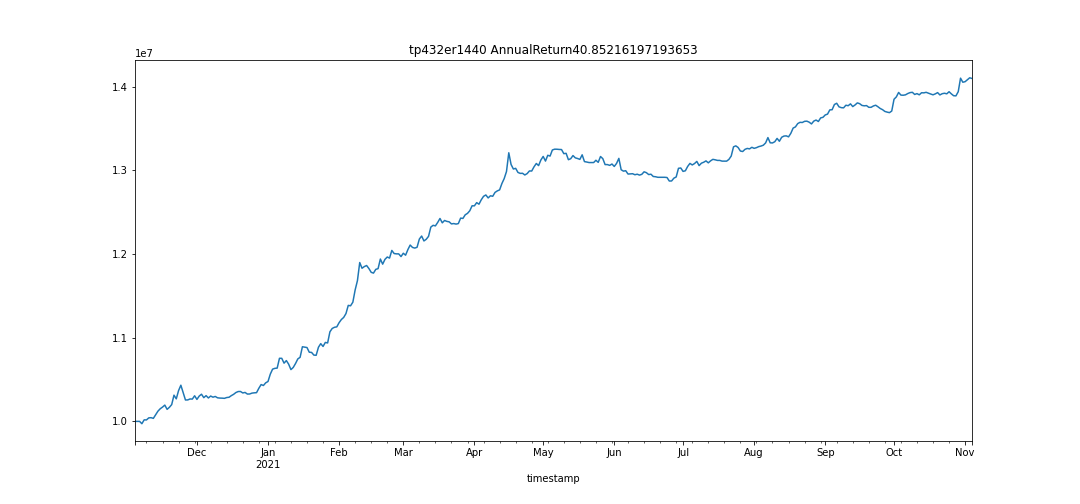 tp432er1440 AnnualReturn40.85216197193653
1e7
1.4
1.3
1.2
1.1
1.0
Dec Jan Feb Mar Apr May Jun Jul Aug Sep Oct Nov
2021
timestamp